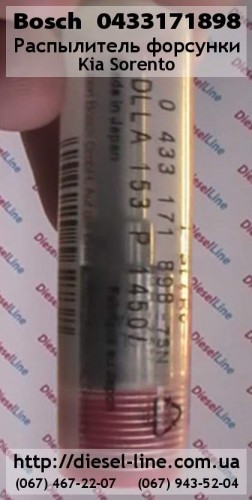 Bosch 0433171898
Распылитель форсунки
Kia Sorento
0 433 171 898-75N
DLLA 153 P 1450/
Made in Japan
DieselLine
http://diesel-line.com.ua
(067) 467-22-07 (067) 943-52-04